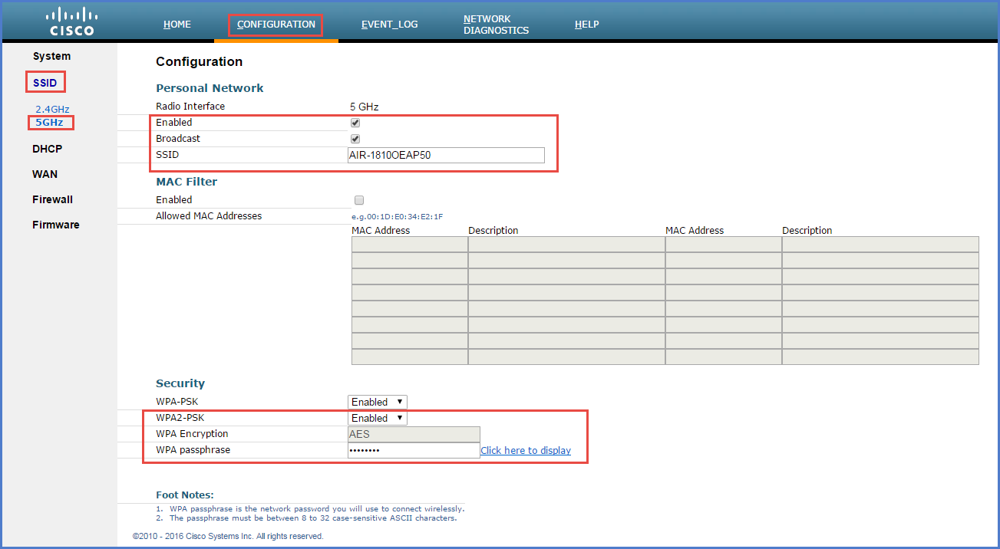 CISCO
HOME
CONFIGURATION
EVENT_LOG
NETWORK
DIAGNOSTICS
HELP
System
SSID
2.4GHz
5GHz
DHCP
WAN
Firewall
Firmware
Configuration
Personal Network
Radio Interface 5 GHz
Enabled
Broadcast
SSID AIR-1810OEAP50
MAC Filter
Enabled
Allowed MAC Addresses e.g.00:1D:E0:34:E2:1F
MAC Address Description MAC Address Description
Security
WPA-PSK Enabled
WPA2-PSK Enabled
WPA Encryption AES
WPA passphrase •••••••• Click here to display
Foot Notes:
1. WPA passphrase is the network password you will use to connect wirelessly.
2. The passphrase must be between 8 to 32 case-sensitive ASCII characters.
©2010 - 2016 Cisco Systems Inc. All rights reserved.